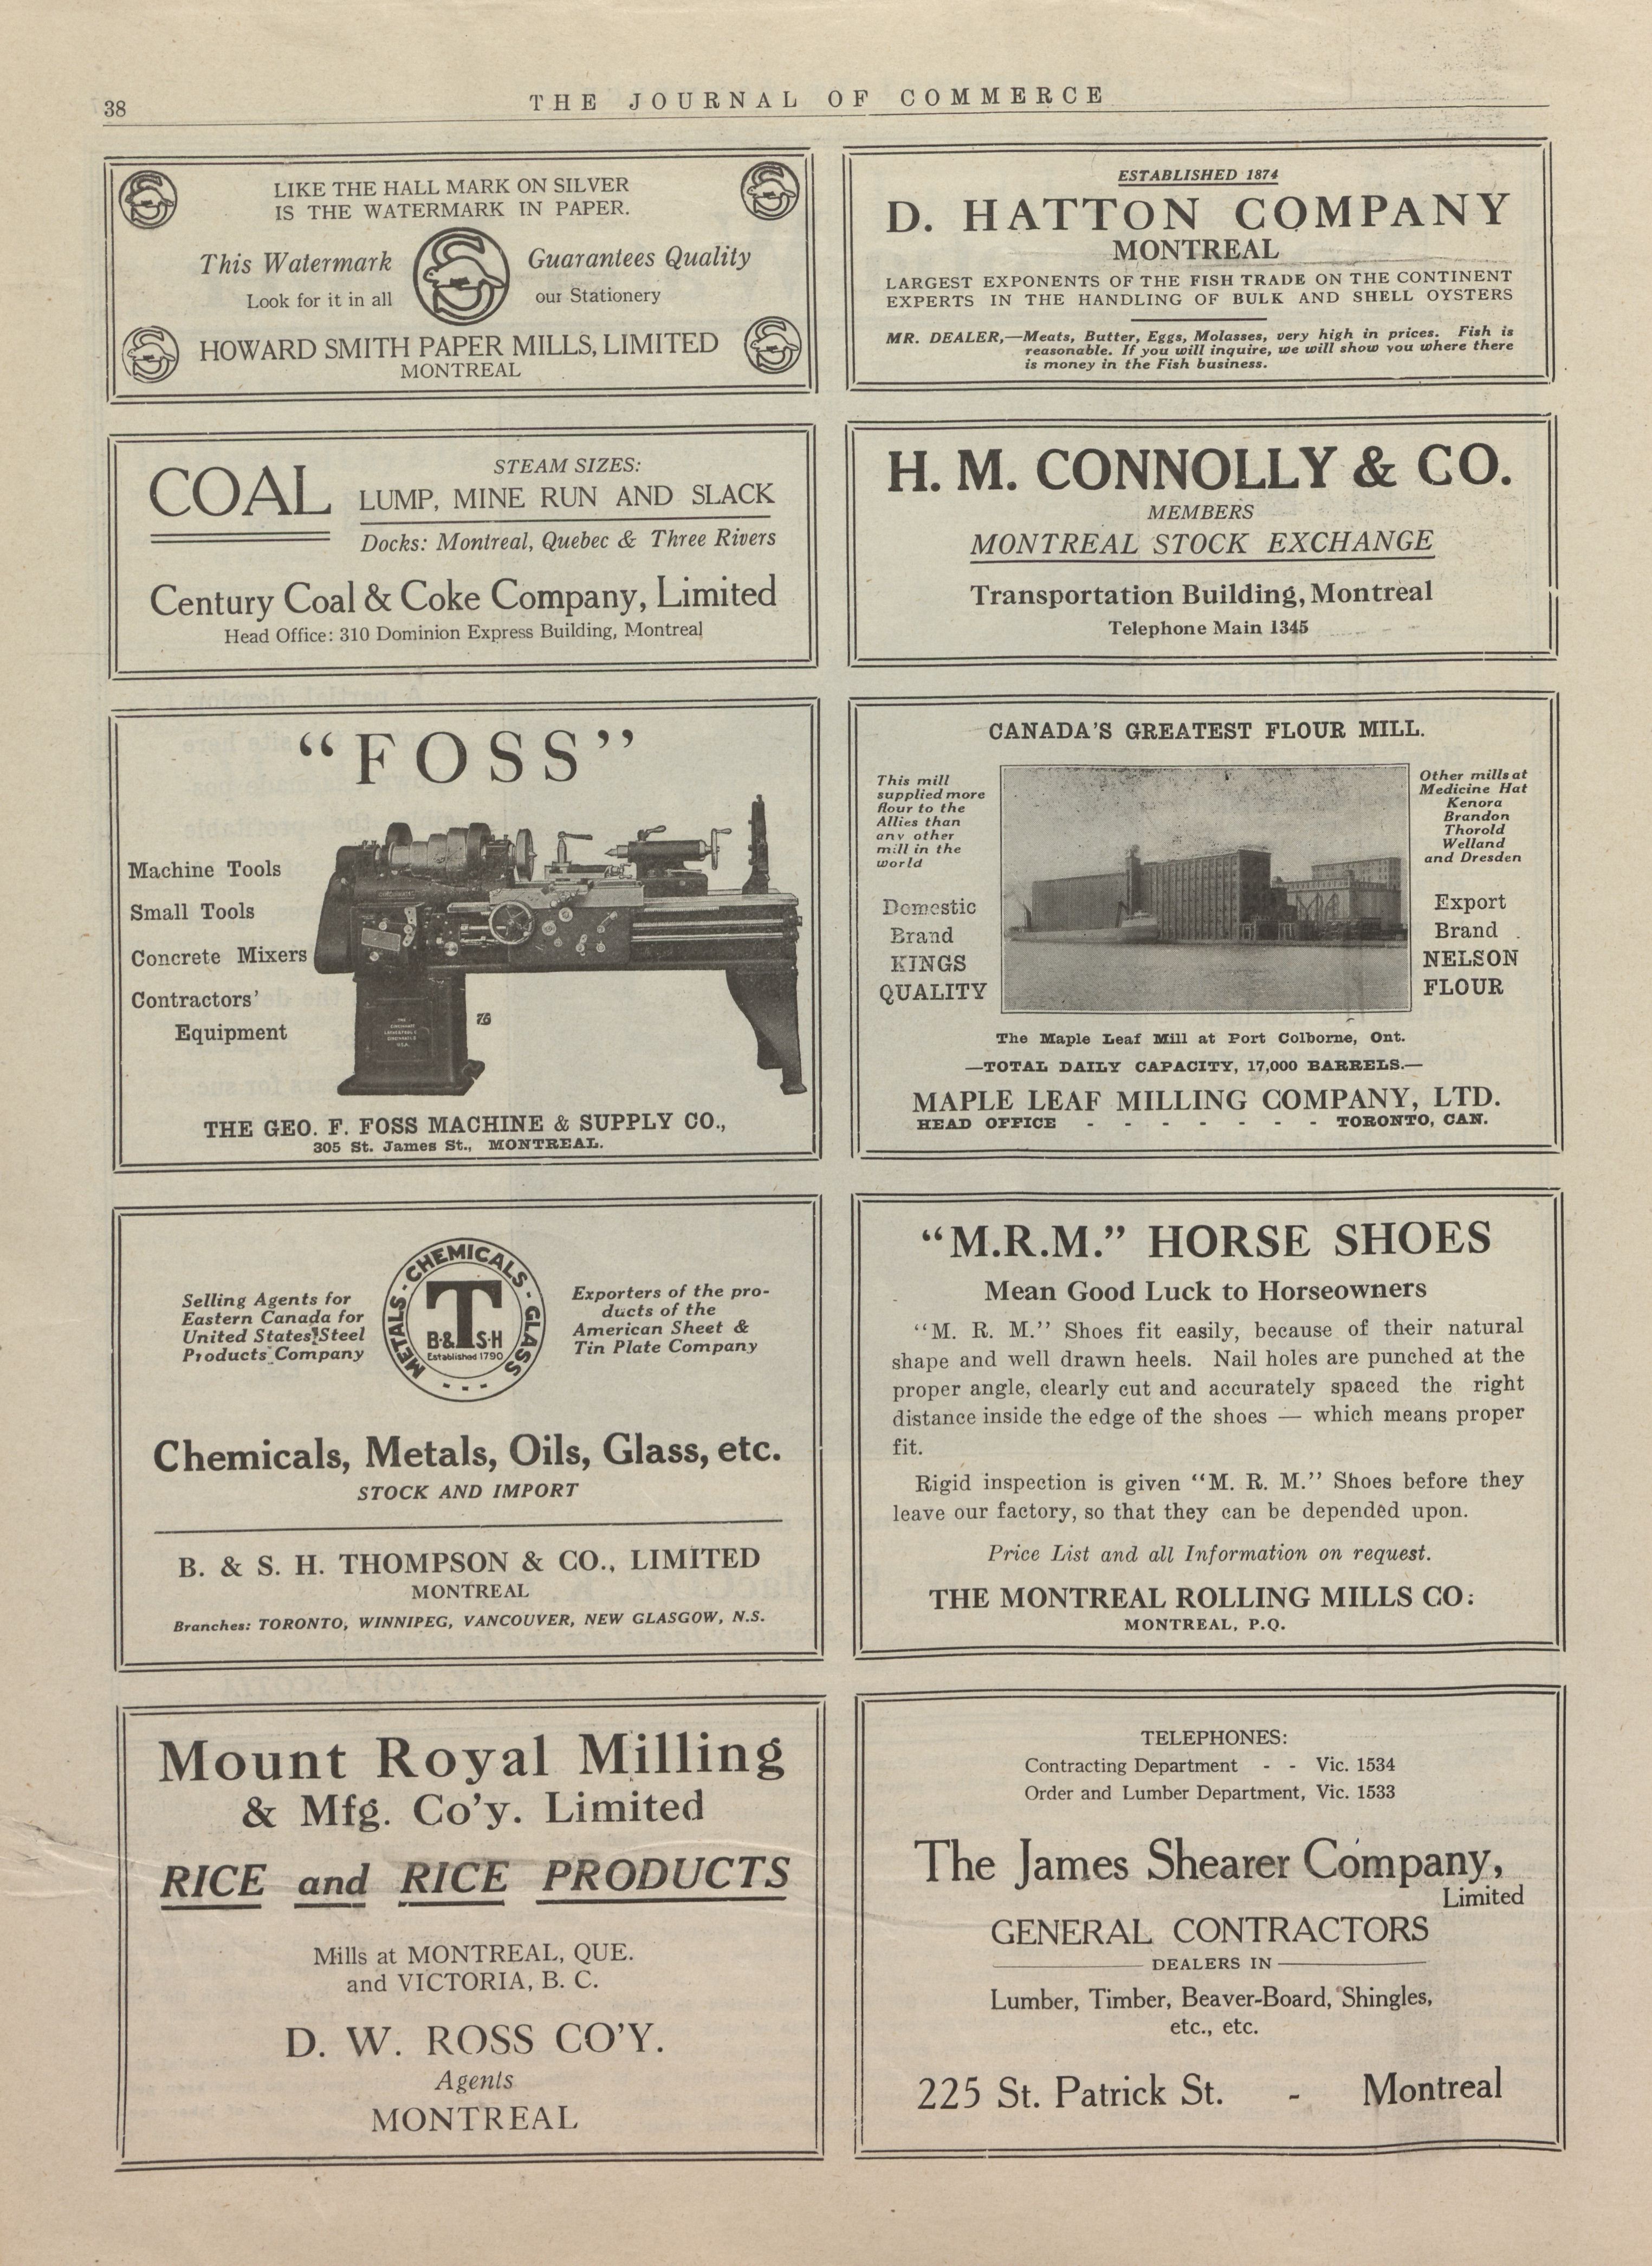 38
THE JOURNAL OF COMMERCE
LIKE THE HALL MARK ON SILVER
IS THE WATERMARK IN PAPER.
This Watermark Guarantees Quality
Look for it in all our Stationery
HOWARD SMITH PAPER MILLS, LIMITED
MONTREAL
ESTABLISHED 1874
D. HATTON COMPANY
MONTREAL
LARGEST EXPONENTS OF THE FISH TRADE ON THE CONTINENT
EXPERTS IN THE HANDLING OF BULK AND SHELL OYSTERS
MR. DEALER,—Meats, Butter, Eggs, Molasses, very high in prices. Fish is
reasonable. If you will inquire, we will show you where there
is money in the Fish business.
COAL
STEAM SIZES:
LUMP, MINE RUN AND SLACK
Docks: Montreal, Quebec & Three Rivers
Century Coal & Coke Company, Limited
Head Office: 310 Dominion Express Building, Montreal
H. M. CONNOLLY & CO.
MEMBERS
MONTREAL STOCK EXCHANGE
Transportation Building, Montreal
Telephone Main 1345
"FOSS"
Machine Tools
Small Tools
Concrete Mixers
Contractors'
Equipment
THE GEO. F. FOSS MACHINE & SUPPLY CO.,
305 St. James St., MONTREAL.
CANADA'S GREATEST FLOUR MILL.
This mill
supplied more
flour to the
Allies than
any other
mill in the
world
Domestic
Brand
KINGS
QUALITY
Other mills at
Medicine Hat
Kenora
Brandon
Thorold
Welland
and Dresden
Export
Brand
NELSON
FLOUR
The Maple Leaf Mill at Port Colborne, Ont.
—TOTAL DAILY CAPACITY, 17,000 BARRELS.—
MAPLE LEAF MILLING COMPANY, LTD.
HEAD OFFICE - - - - - - - TORONTO, CAN.
Selling Agents for
Eastern Canada for
United States Steel
Products Company
METALS - CHEMICALS - GLASS
T
B.& S.H
Established 1790
Exporters of the pro-
ducts of the
American Sheet &
Tin Plate Company
Chemicals, Metals, Oils, Glass, etc.
STOCK AND IMPORT
B. & S. H. THOMPSON & CO., LIMITED
MONTREAL
Branches: TORONTO, WINNIPEG, VANCOUVER, NEW GLASGOW, N.S.
"M.R.M." HORSE SHOES
Mean Good Luck to Horseowners
"M. R. M." Shoes fit easily, because of their natural
shape and well drawn heels. Nail holes are punched at the
proper angle, clearly cut and accurately spaced the right
distance inside the edge of the shoes — which means proper
fit.
Rigid inspection is given "M. R. M." Shoes before they
leave our factory, so that they can be depended upon.
Price List and all Information on request.
THE MONTREAL ROLLING MILLS CO:
MONTREAL, P.Q.
Mount Royal Milling
& Mfg. Co'y. Limited
RICE and RICE PRODUCTS
Mills at MONTREAL, QUE.
and VICTORIA, B. C.
D. W. ROSS CO'Y.
Agents
MONTREAL
TELEPHONES:
Contracting Department - - Vic. 1534
Order and Lumber Department, Vic. 1533
The James Shearer Company,
Limited
GENERAL CONTRACTORS
DEALERS IN
Lumber, Timber, Beaver-Board, Shingles,
etc., etc.
225 St. Patrick St. - Montreal